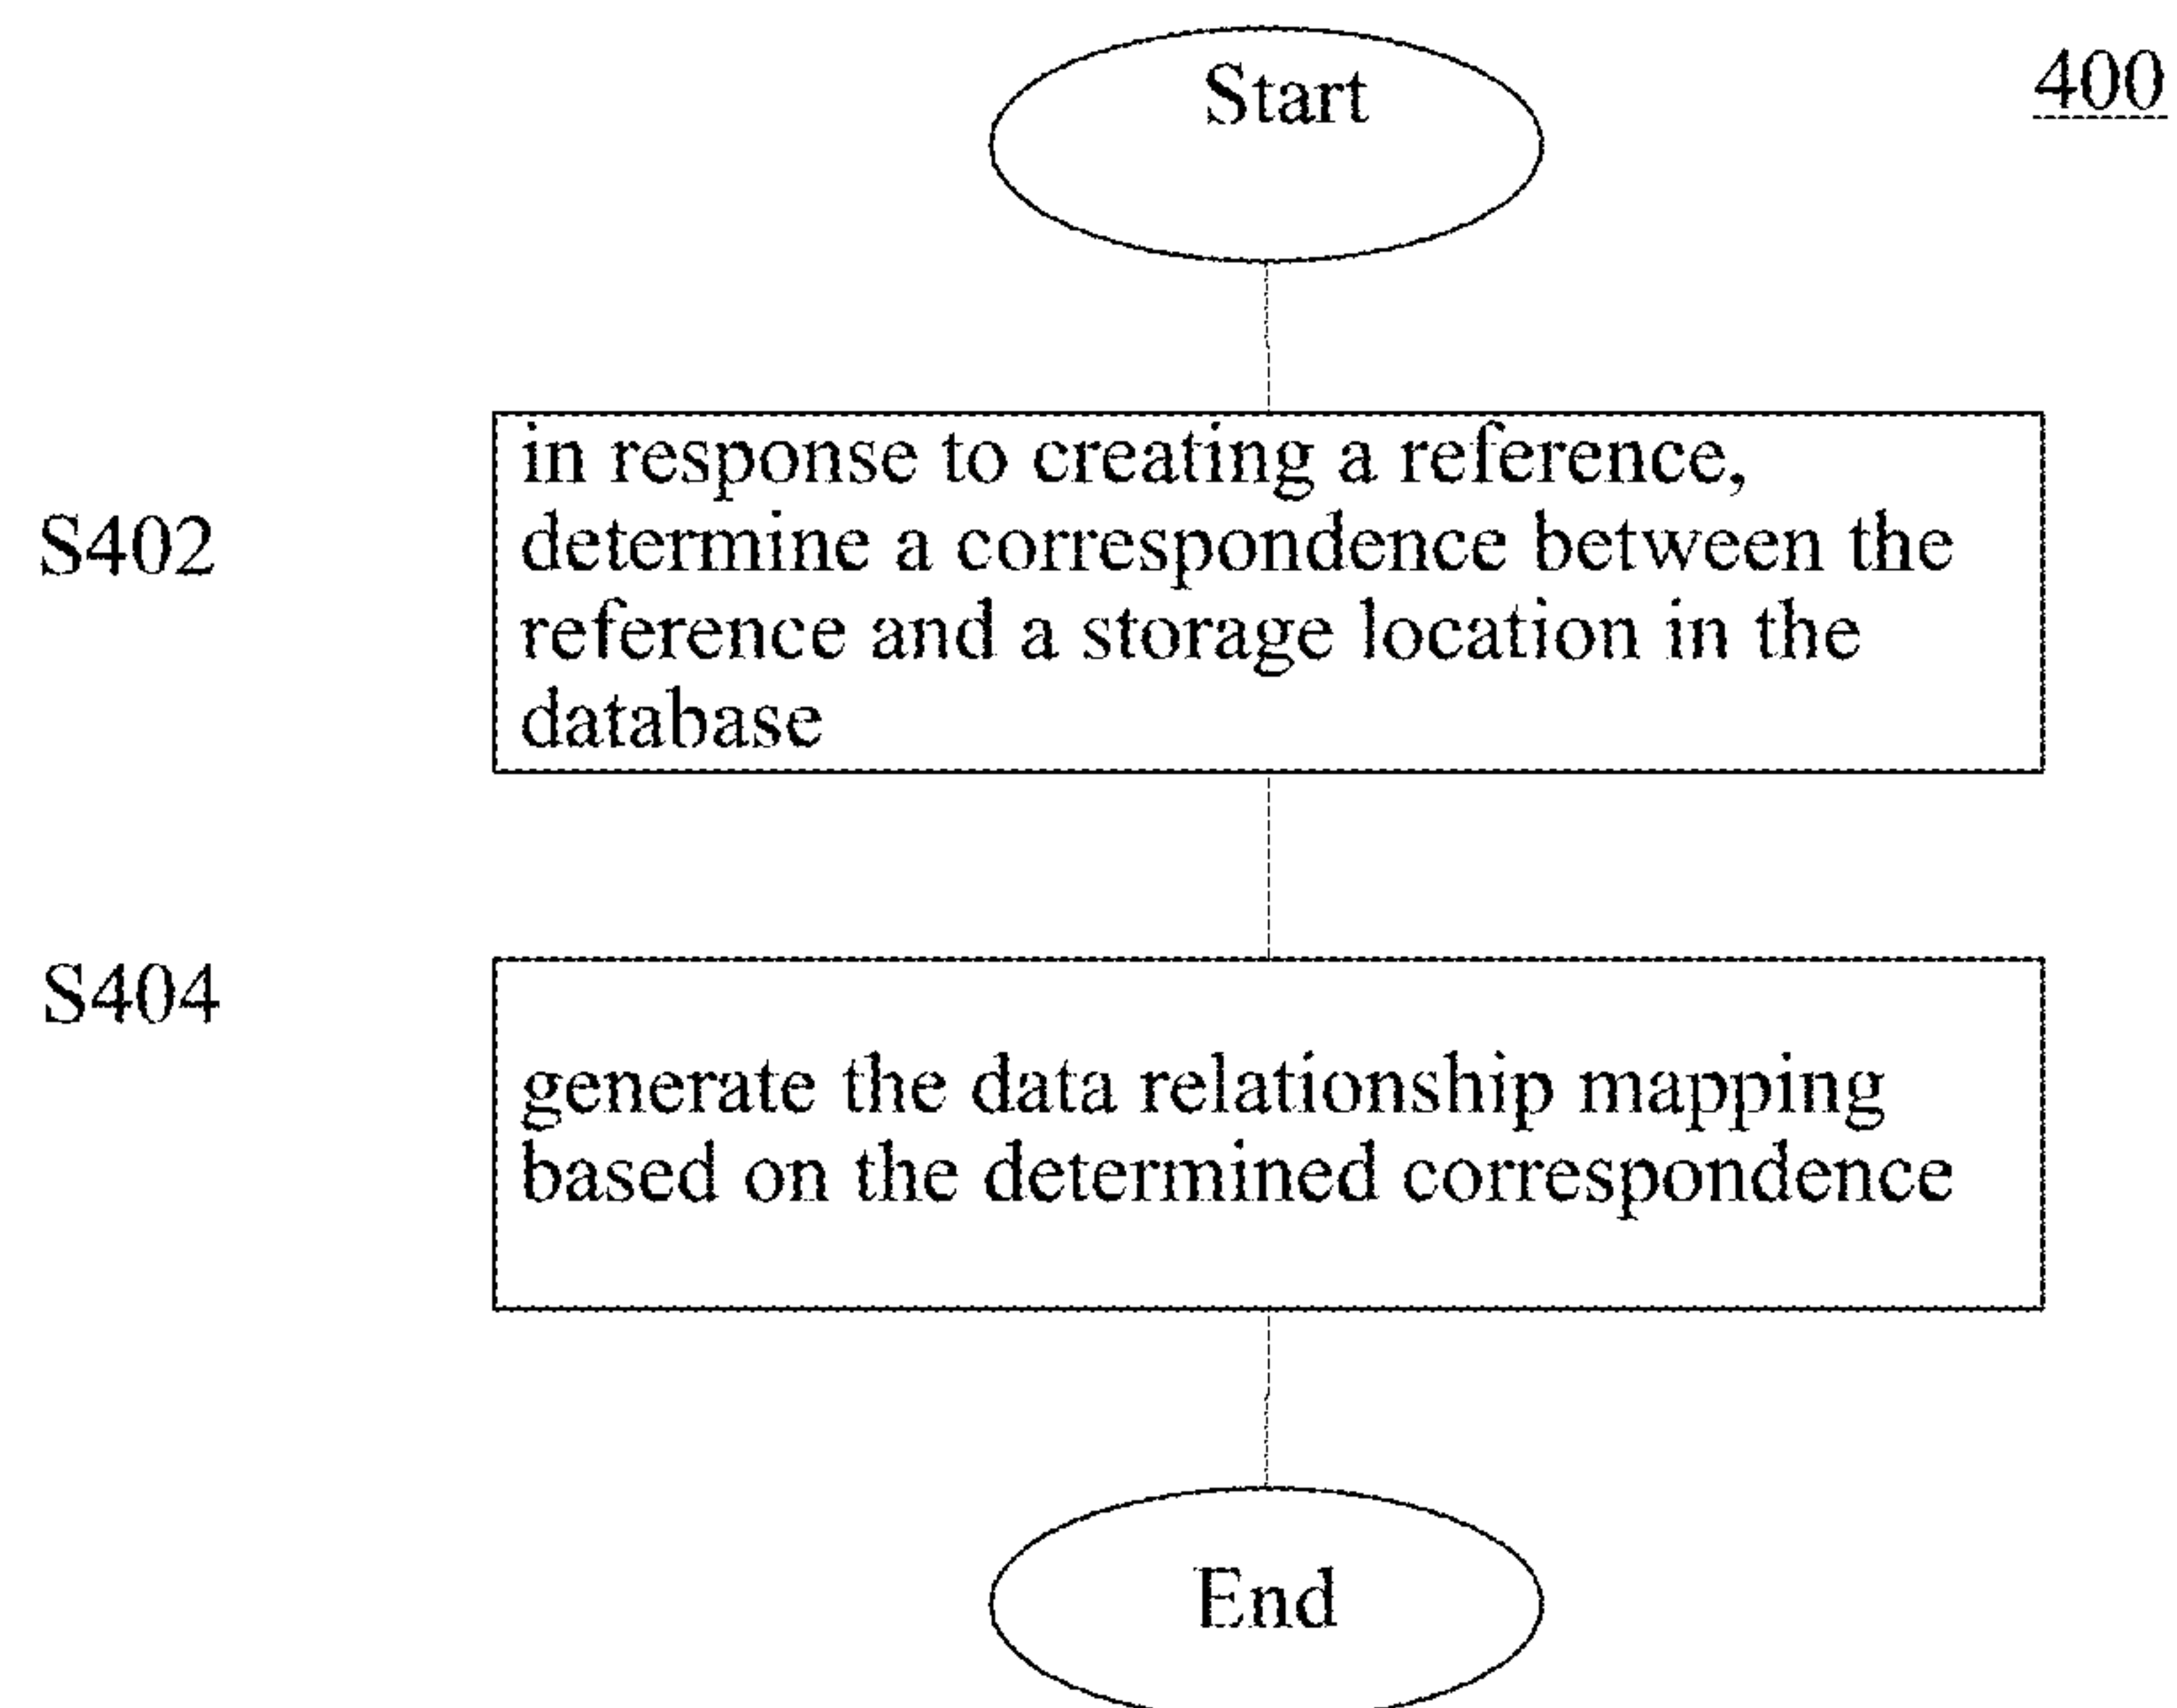 Start
400
S402
in response to creating a reference,
determine a correspondence between the
reference and a storage location in the
database
S404
generate the data relationship mapping
based on the determined correspondence
End